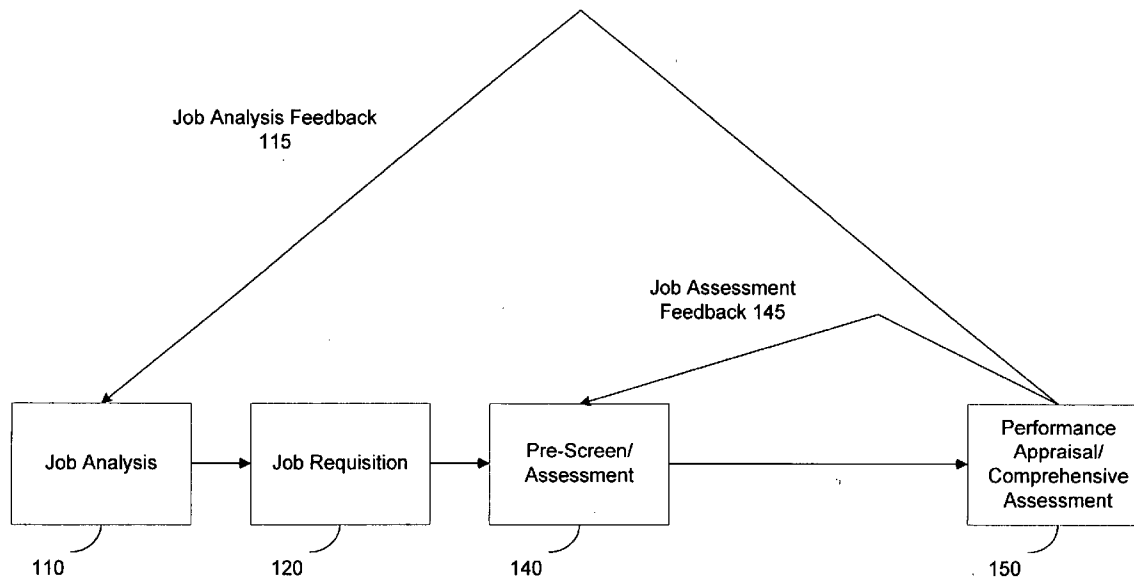 Job Analysis Feedback
115
Job Assessment
Feedback 145
Job Analysis
Job Requisition
Pre-Screen/
Assessment
Performance
Appraisal/
Comprehensive
Assessment
110
120
140
150